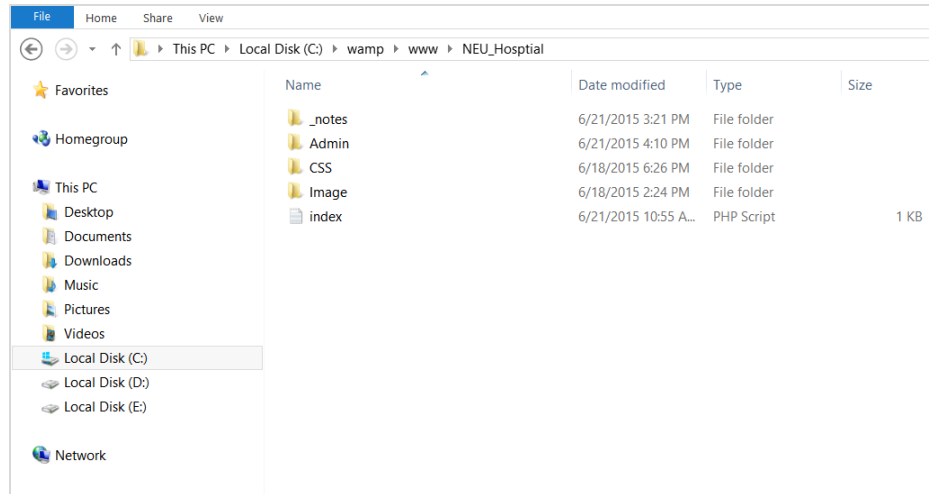 File Home Share View
This PC Local Disk (C:) wamp www NEU_Hosptial
Favorites
Homegroup
This PC
Desktop
Documents
Downloads
Music
Pictures
Videos
Local Disk (C:)
Local Disk (D:)
Local Disk (E:)
Network
Name Date modified Type Size
_notes 6/21/2015 3:21 PM File folder
Admin 6/21/2015 4:10 PM File folder
CSS 6/18/2015 6:26 PM File folder
Image 6/18/2015 2:24 PM File folder
index 6/21/2015 10:55 A... PHP Script 1 KB